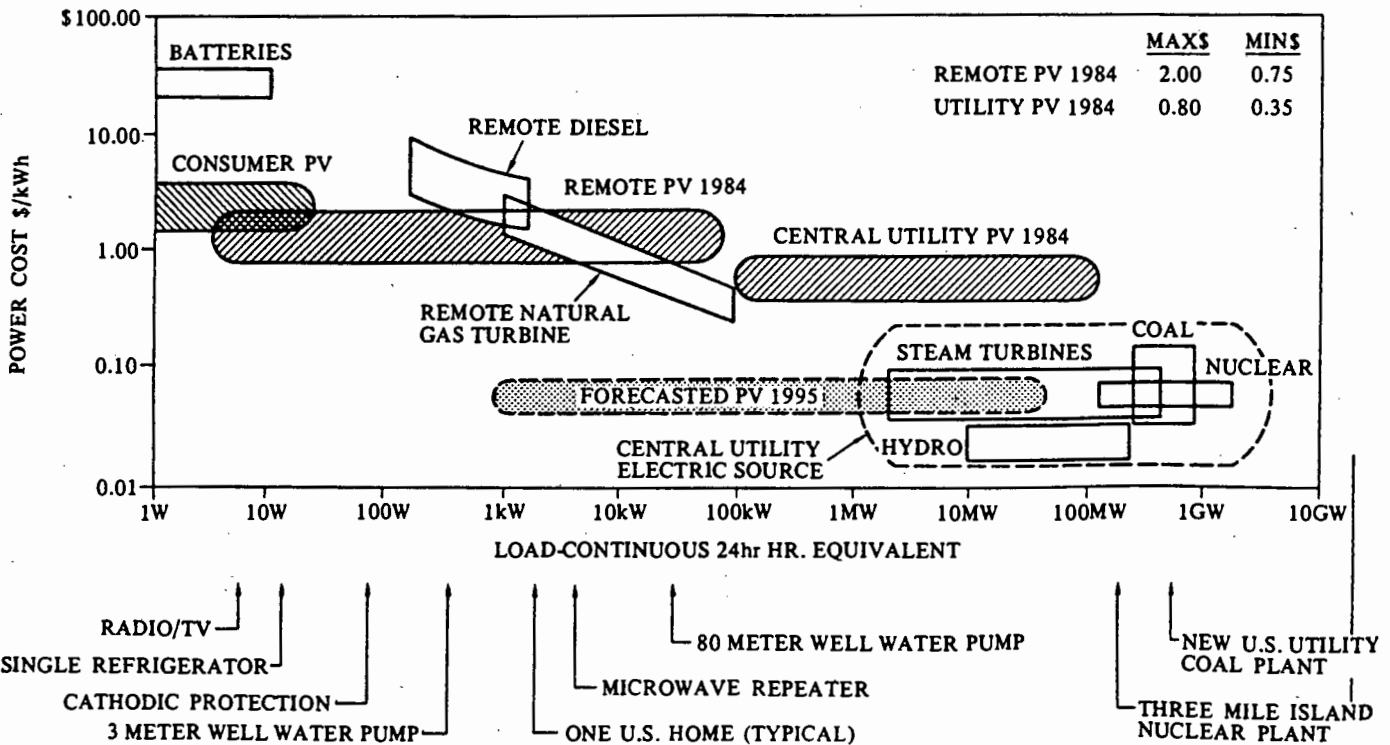 $100.00
BATTERIES
MAX$ MIN$
REMOTE PV 1984 2.00 0.75
UTILITY PV 1984 0.80 0.35
10.00
REMOTE DIESEL
CONSUMER PV
REMOTE PV 1984
POWER COST $/kWh
1.00
CENTRAL UTILITY PV 1984
REMOTE NATURAL
GAS TURBINE
COAL
STEAM TURBINES
NUCLEAR
0.10
FORECASTED PV 1995
CENTRAL UTILITY
ELECTRIC SOURCE
HYDRO
0.01
1W 10W 100W 1kW 10kW 100kW 1MW 10MW 100MW 1GW 10GW
LOAD-CONTINUOUS 24hr HR. EQUIVALENT
RADIO/TV
80 METER WELL WATER PUMP
NEW U.S. UTILITY
COAL PLANT
SINGLE REFRIGERATOR
MICROWAVE REPEATER
CATHODIC PROTECTION
THREE MILE ISLAND
NUCLEAR PLANT
3 METER WELL WATER PUMP
ONE U.S. HOME (TYPICAL)